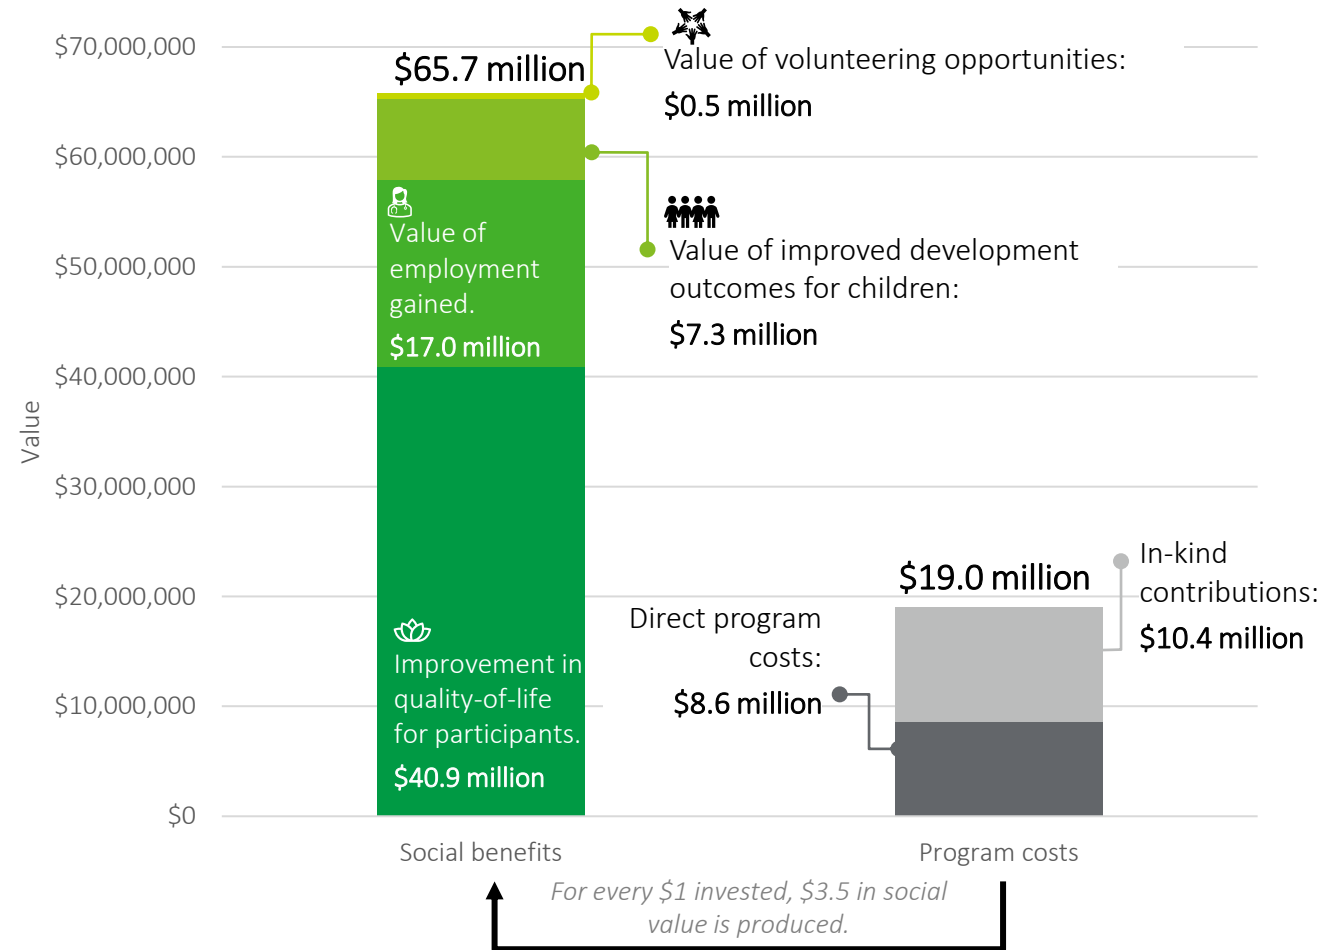 $70,000,000
$60,000,000
$50,000,000
$40,000,000
$30,000,000
$20,000,000
$10,000,000
$0
Value
$65.7 million
Value of volunteering opportunities:
$0.5 million
Value of improved development
outcomes for children:
$7.3 million
Value of
employment
gained.
$17.0 million
Improvement in
quality-of-life
for participants.
$40.9 million
$19.0 million
Direct program
costs:
$8.6 million
In-kind
contributions:
$10.4 million
Social benefits
Program costs
For every $1 invested, $3.5 in social
value is produced.